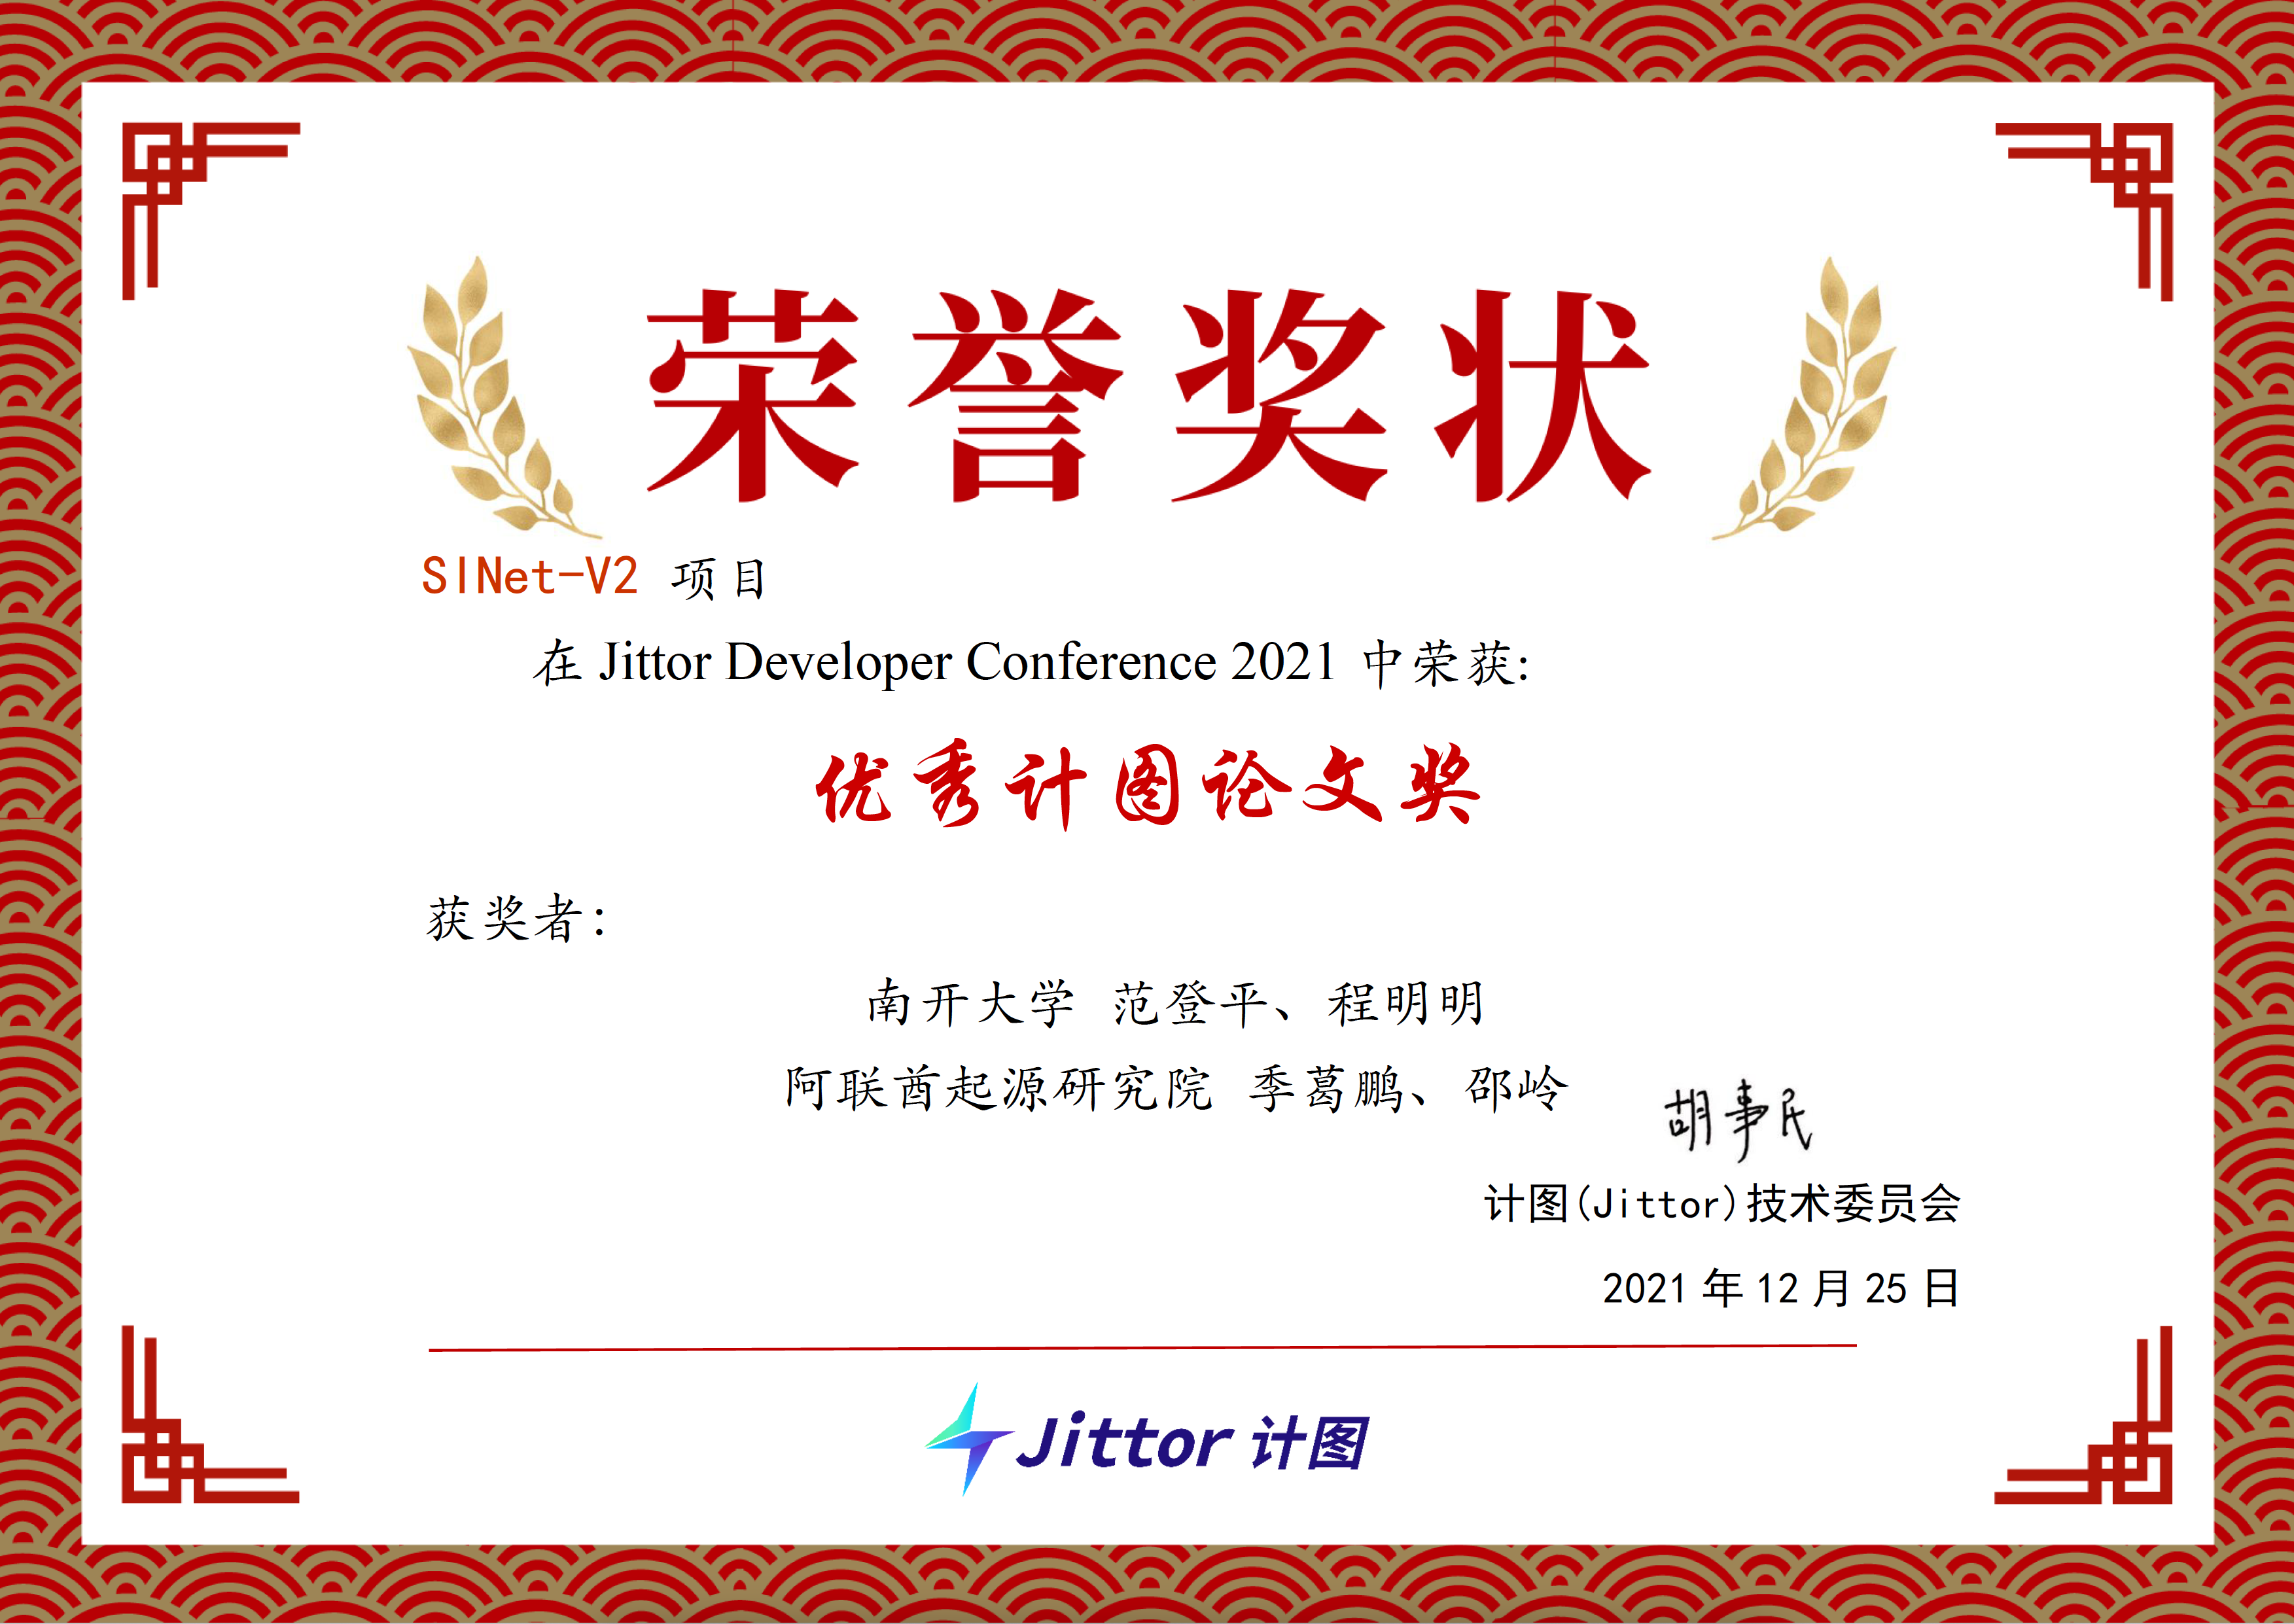 荣誉奖状
SINet-V2 项目
在 Jittor Developer Conference 2021 中荣获:
优秀计图论文奖
获奖者:
南开大学 范登平、程明明
阿联酋起源研究院 季葛鹏、邵岭
胡事民
计图(Jittor)技术委员会
2021 年 12 月 25 日
Jittor 计图